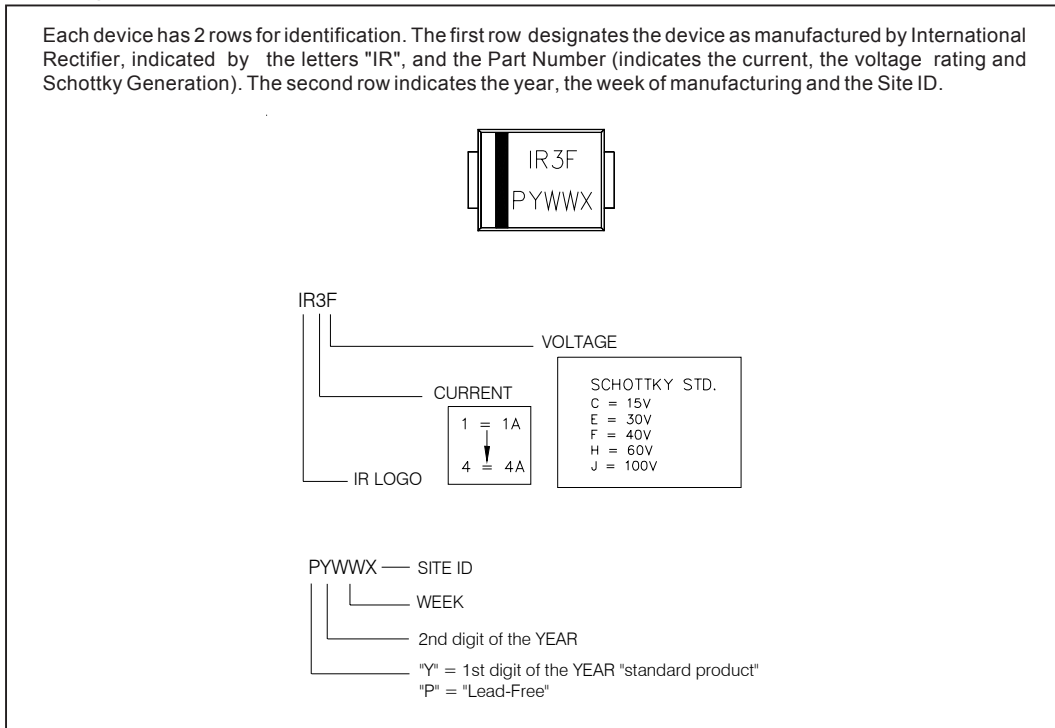 Each device has 2 rows for identification. The first row designates the device as manufactured by International
Rectifier, indicated by the letters "IR", and the Part Number (indicates the current, the voltage rating and
Schottky Generation). The second row indicates the year, the week of manufacturing and the Site ID.
IR3F
PYWWX
IR3F
VOLTAGE
SCHOTTKY STD.
C = 15V
E = 30V
F = 40V
H = 60V
J = 100V
CURRENT
1 = 1A
4 = 4A
IR LOGO
PYWWX
SITE ID
WEEK
2nd digit of the YEAR
"Y" = 1st digit of the YEAR "standard product"
"P" = "Lead-Free"